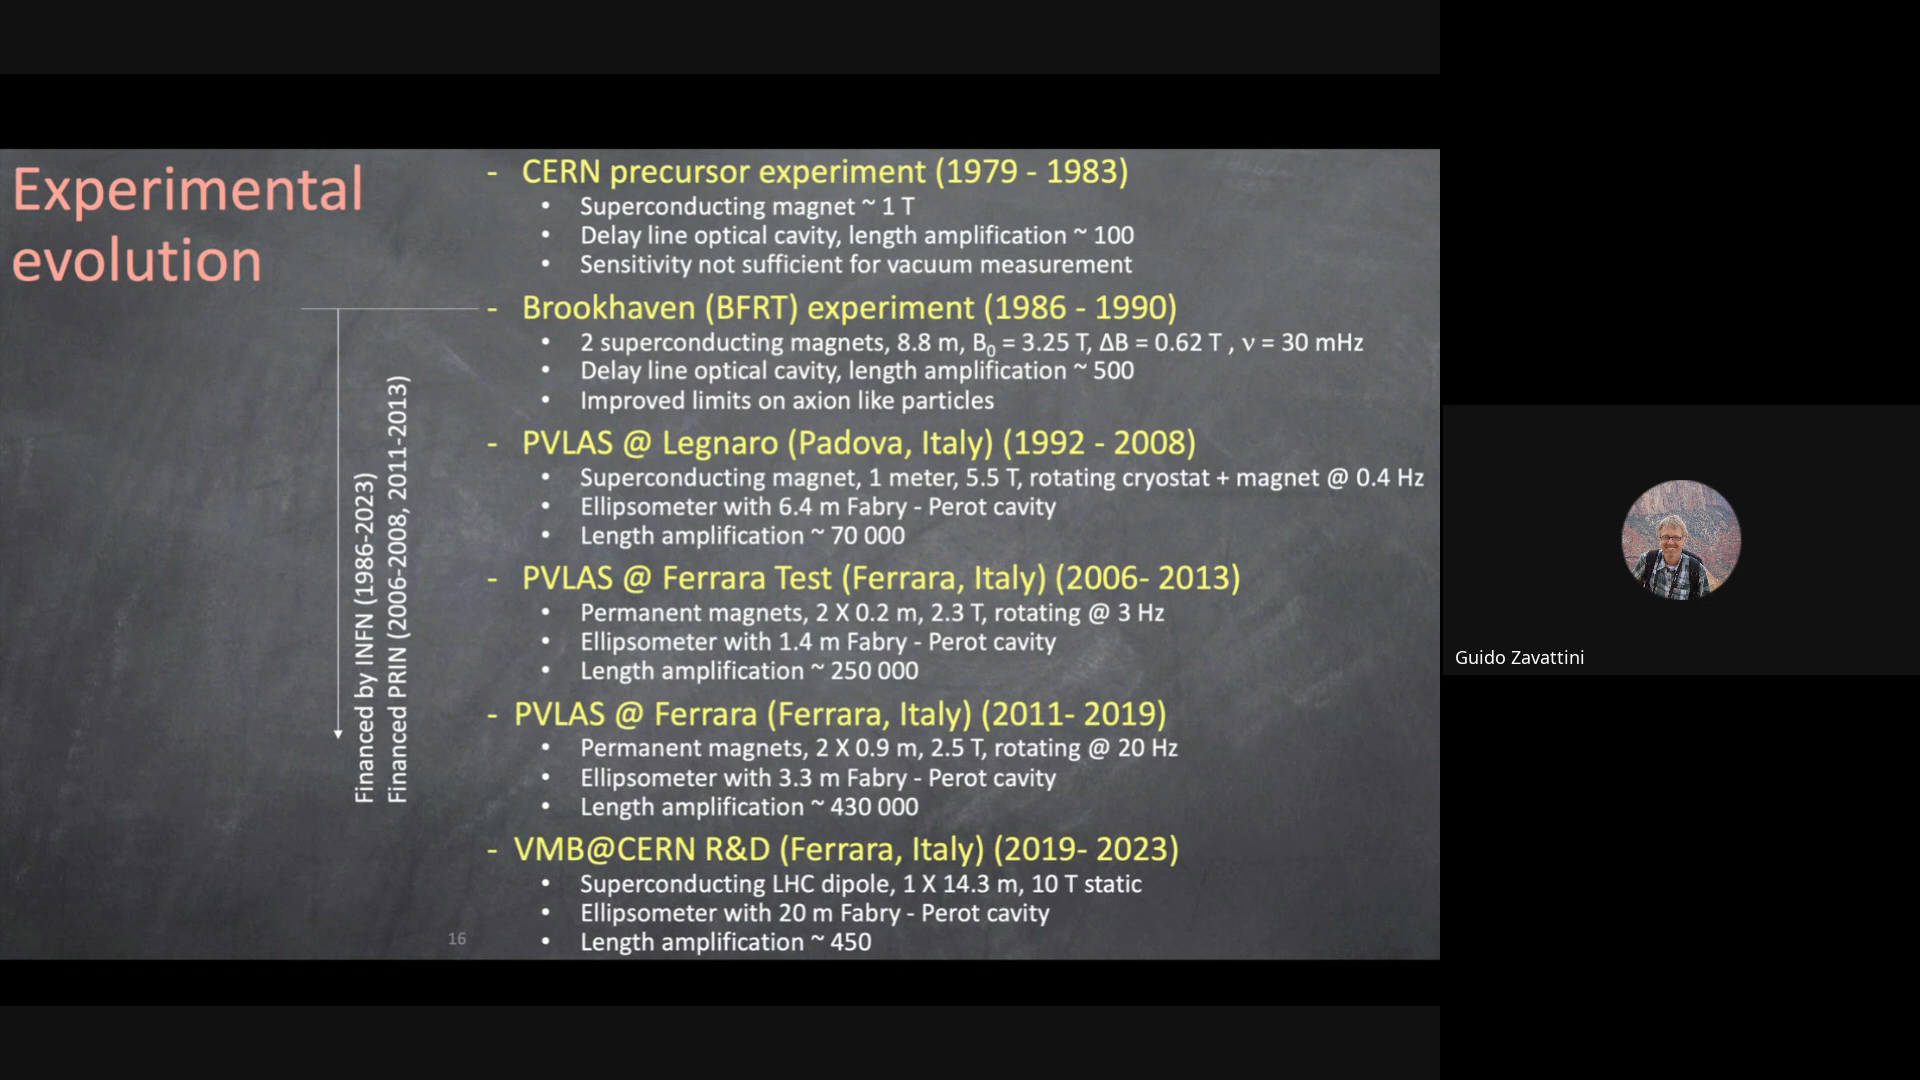 Experimental
evolution
- CERN precursor experiment (1979 - 1983)
• Superconducting magnet ~ 1 T
• Delay line optical cavity, length amplification ~ 100
• Sensitivity not sufficient for vacuum measurement
- Brookhaven (BFRT) experiment (1986 - 1990)
• 2 superconducting magnets, 8.8 m, B₀ = 3.25 T, ΔB = 0.62 T , ν = 30 mHz
• Delay line optical cavity, length amplification ~ 500
• Improved limits on axion like particles
- PVLAS @ Legnaro (Padova, Italy) (1992 - 2008)
• Superconducting magnet, 1 meter, 5.5 T, rotating cryostat + magnet @ 0.4 Hz
• Ellipsometer with 6.4 m Fabry - Perot cavity
• Length amplification ~ 70 000
- PVLAS @ Ferrara Test (Ferrara, Italy) (2006- 2013)
• Permanent magnets, 2 X 0.2 m, 2.3 T, rotating @ 3 Hz
• Ellipsometer with 1.4 m Fabry - Perot cavity
• Length amplification ~ 250 000
- PVLAS @ Ferrara (Ferrara, Italy) (2011- 2019)
• Permanent magnets, 2 X 0.9 m, 2.5 T, rotating @ 20 Hz
• Ellipsometer with 3.3 m Fabry - Perot cavity
• Length amplification ~ 430 000
- VMB@CERN R&D (Ferrara, Italy) (2019- 2023)
• Superconducting LHC dipole, 1 X 14.3 m, 10 T static
• Ellipsometer with 20 m Fabry - Perot cavity
• Length amplification ~ 450
Financed by INFN (1986-2023)
Financed PRIN (2006-2008, 2011-2013)
16
Guido Zavattini